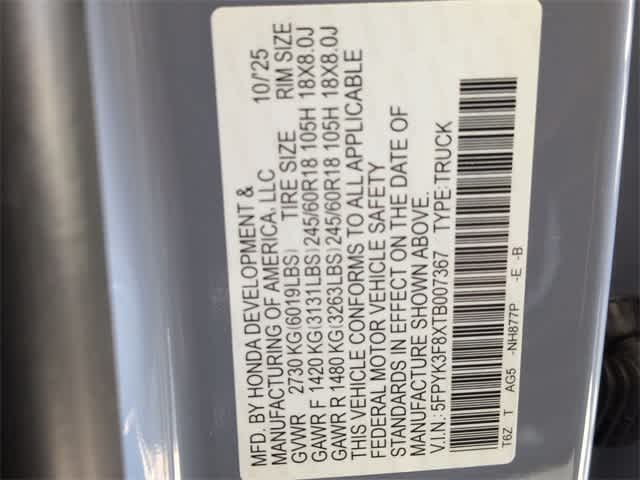 MFD. BY HONDA DEVELOPMENT &
MANUFACTURING OF AMERICA, LLC 10/'25
GVWR 2730 KG(6019LBS) TIRE SIZE RIM SIZE
GAWR F 1420 KG(3131LBS)245/60R18 105H 18X8.0J
GAWR R 1480 KG(3263LBS)245/60R18 105H 18X8.0J
THIS VEHICLE CONFORMS TO ALL APPLICABLE
FEDERAL MOTOR VEHICLE SAFETY
STANDARDS IN EFFECT ON THE DATE OF
MANUFACTURE SHOWN ABOVE.
V.I.N.: 5FPYK3F8XTB007367 TYPE:TRUCK
T6Z T AG5 -NH877P -E -B